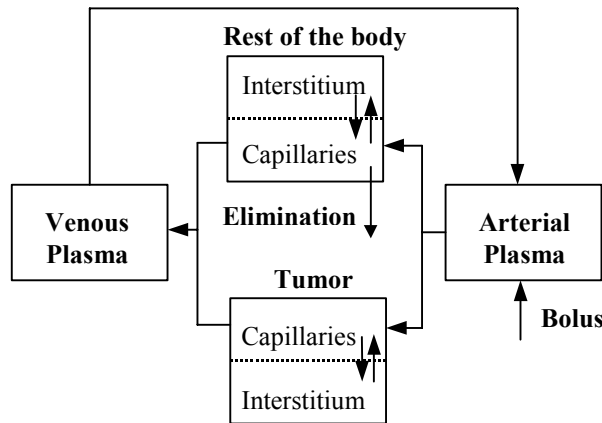 Rest of the body
Interstitium
Capillaries
Venous
Plasma
Elimination
Arterial
Plasma
Tumor
Bolus
Capillaries
Interstitium